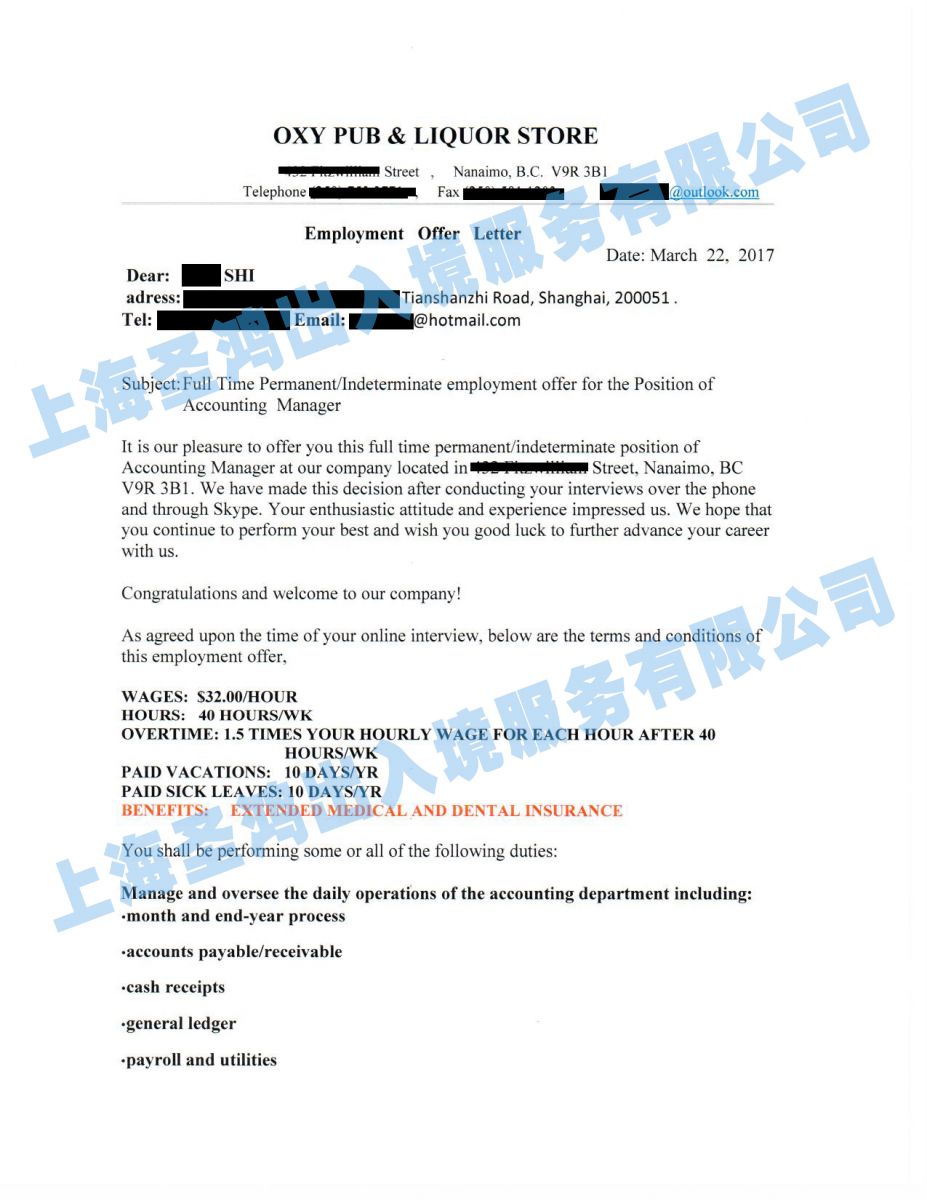 OXY PUB & LIQUOR STORE
Street , Nanaimo, B.C. V9R 3B1
Telephone , Fax @outlook.com
Employment Offer Letter
Date: March 22, 2017
Dear: SHI
adress: Tianshanzhi Road, Shanghai, 200051 .
Tel: Email: @hotmail.com
Subject: Full Time Permanent/Indeterminate employment offer for the Position of
Accounting Manager
It is our pleasure to offer you this full time permanent/indeterminate position of
Accounting Manager at our company located in Street, Nanaimo, BC
V9R 3B1. We have made this decision after conducting your interviews over the phone
and through Skype. Your enthusiastic attitude and experience impressed us. We hope that
you continue to perform your best and wish you good luck to further advance your career
with us.
Congratulations and welcome to our company!
As agreed upon the time of your online interview, below are the terms and conditions of
this employment offer,
WAGES: $32.00/HOUR
HOURS: 40 HOURS/WK
OVERTIME: 1.5 TIMES YOUR HOURLY WAGE FOR EACH HOUR AFTER 40
HOURS/WK
PAID VACATIONS: 10 DAYS/YR
PAID SICK LEAVES: 10 DAYS/YR
BENEFITS: EXTENDED MEDICAL AND DENTAL INSURANCE
You shall be performing some or all of the following duties:
Manage and oversee the daily operations of the accounting department including:
·month and end-year process
·accounts payable/receivable
·cash receipts
·general ledger
·payroll and utilities
上海圣鸿出入境服务有限公司
上海圣鸿出入境服务有限公司